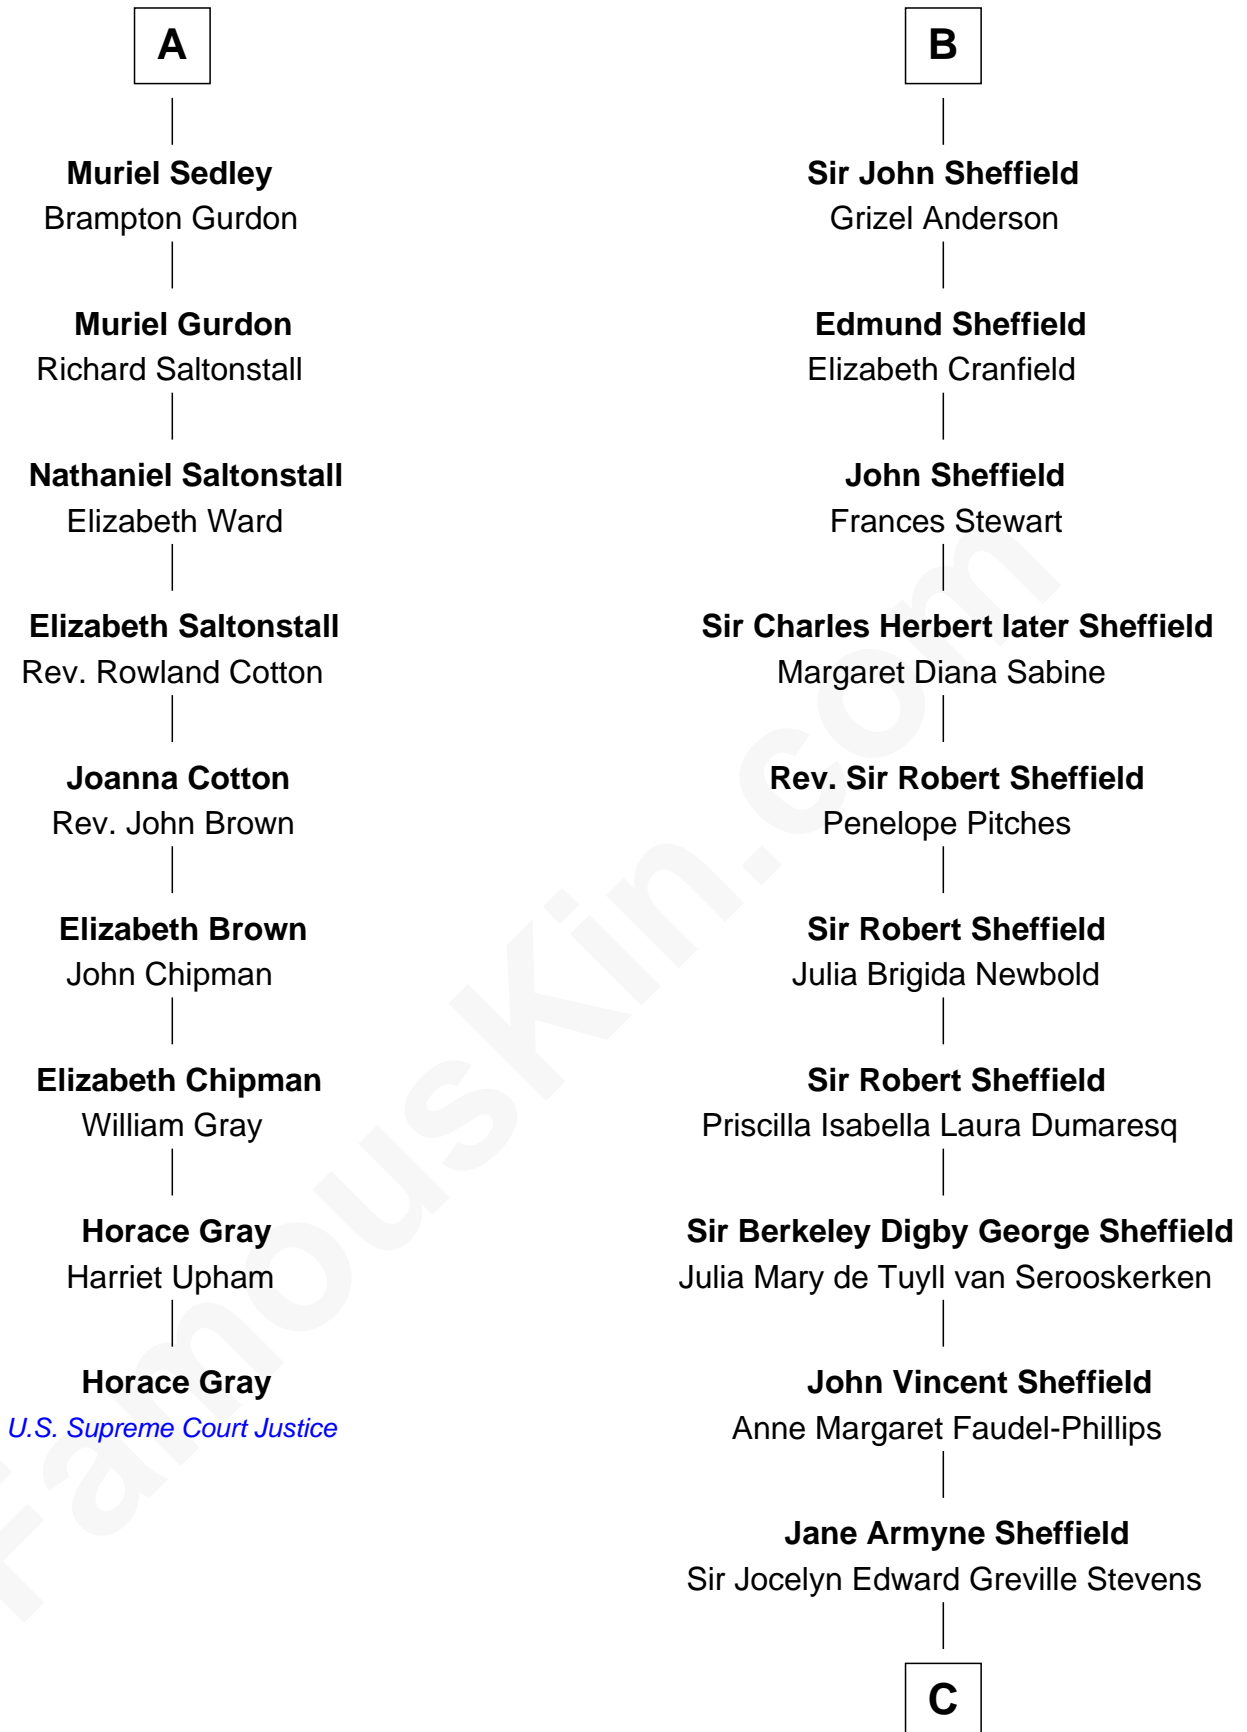 A
Muriel Sedley
Brampton Gurdon
Muriel Gurdon
Richard Saltonstall
Nathaniel Saltonstall
Elizabeth Ward
Elizabeth Saltonstall
Rev. Rowland Cotton
Joanna Cotton
Rev. John Brown
Elizabeth Brown
John Chipman
Elizabeth Chipman
William Gray
Horace Gray
Harriet Upham
Horace Gray
U.S. Supreme Court Justice
B
Sir John Sheffield
Grizel Anderson
Edmund Sheffield
Elizabeth Cranfield
John Sheffield
Frances Stewart
Sir Charles Herbert later Sheffield
Margaret Diana Sabine
Rev. Sir Robert Sheffield
Penelope Pitches
Sir Robert Sheffield
Julia Brigida Newbold
Sir Robert Sheffield
Priscilla Isabella Laura Dumaresq
Sir Berkeley Digby George Sheffield
Julia Mary de Tuyll van Serooskerken
John Vincent Sheffield
Anne Margaret Faudel-Phillips
Jane Armyne Sheffield
Sir Jocelyn Edward Greville Stevens
C
FamousKin.com